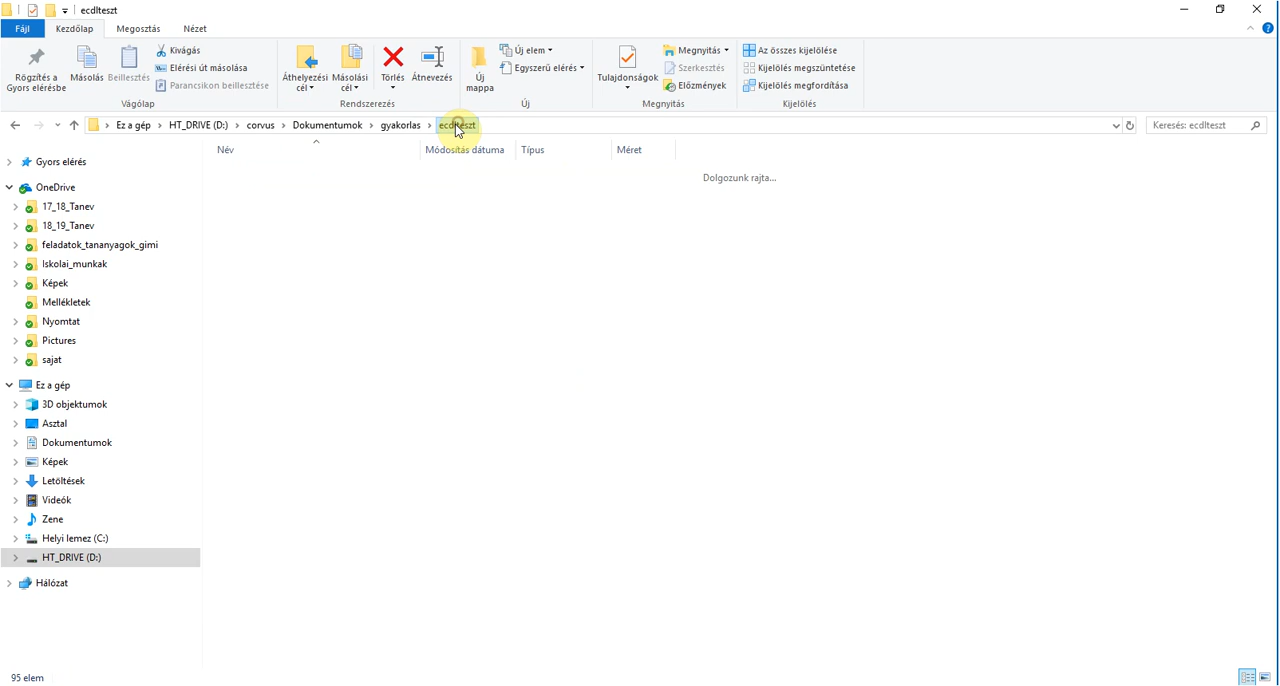 ecdlteszt
Fájl Kezdőlap Megosztás Nézet
Rögzítés a Gyors elérésbe
Másolás
Beillesztés
Kivágás
Elérési út másolása
Parancsikon beillesztése
Vágólap
Áthelyezési cél
Másolási cél
Törlés
Átnevezés
Rendszerezés
Új mappa
Új elem
Egyszerű elérés
Új
Tulajdonságok
Megnyitás
Szerkesztés
Előzmények
Megnyitás
Az összes kijelölése
Kijelölés megszüntetése
Kijelölés megfordítása
Kijelölés
Ez a gép HT_DRIVE (D:) corvus Dokumentumok gyakorlas ecdlteszt
Keresés: ecdlteszt
Név Módosítás dátuma Típus Méret
Dolgozunk rajta...
Gyors elérés
OneDrive
17_18_Tanev
18_19_Tanev
feladatok_tananyagok_gimi
Iskolai_munkak
Képek
Mellékletek
Nyomtat
Pictures
sajat
Ez a gép
3D objektumok
Asztal
Dokumentumok
Képek
Letöltések
Videók
Zene
Helyi lemez (C:)
HT_DRIVE (D:)
Hálózat
95 elem